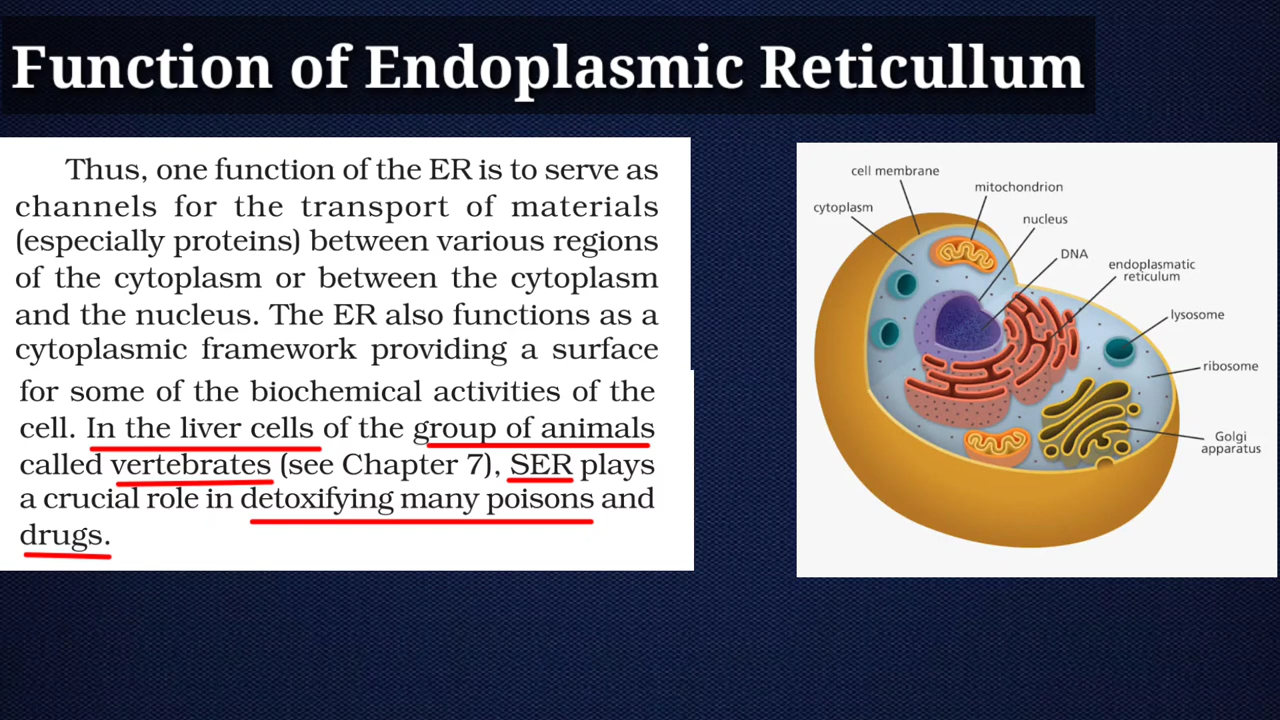 Function of Endoplasmic Reticullum
Thus, one function of the ER is to serve as
channels for the transport of materials
(especially proteins) between various regions
of the cytoplasm or between the cytoplasm
and the nucleus. The ER also functions as a
cytoplasmic framework providing a surface
for some of the biochemical activities of the
cell. In the liver cells of the group of animals
called vertebrates (see Chapter 7), SER plays
a crucial role in detoxifying many poisons and
drugs.
cell membrane
mitochondrion
cytoplasm
nucleus
DNA
endoplasmatic
reticulum
lysosome
ribosome
Golgi
apparatus